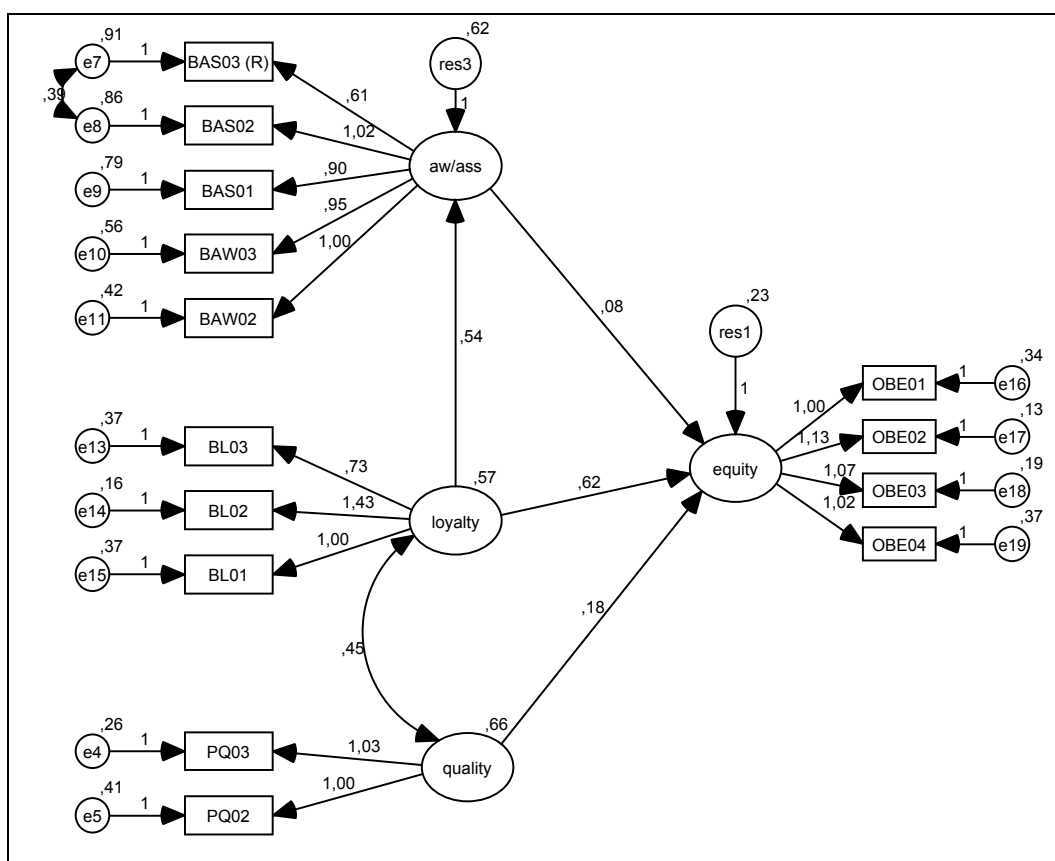 ,91
e7
1
BAS03 (R)
,39
,86
e8
1
BAS02
,79
e9
1
BAS01
,56
e10
1
BAW03
,42
e11
1
BAW02
,62
res3
1
aw/ass
,61
1,02
,90
,95
1,00
,54
,08
,37
e13
1
BL03
,16
e14
1
BL02
,37
e15
1
BL01
,73
1,43
1,00
,57
loyalty
,62
,45
,18
,26
e4
1
PQ03
,41
e5
1
PQ02
1,03
1,00
,66
quality
,23
res1
1
equity
1,00
1,13
1,07
1,02
OBE01
1
e16
,34
OBE02
1
e17
,13
OBE03
1
e18
,19
OBE04
1
e19
,37